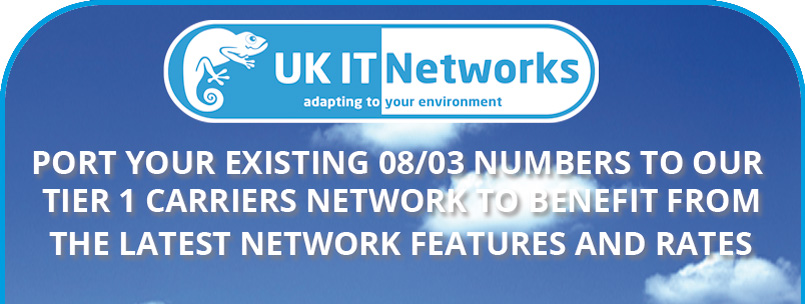 UK IT Networks
adapting to your environment
PORT YOUR EXISTING 08/03 NUMBERS TO OUR
TIER 1 CARRIERS NETWORK TO BENEFIT FROM
THE LATEST NETWORK FEATURES AND RATES